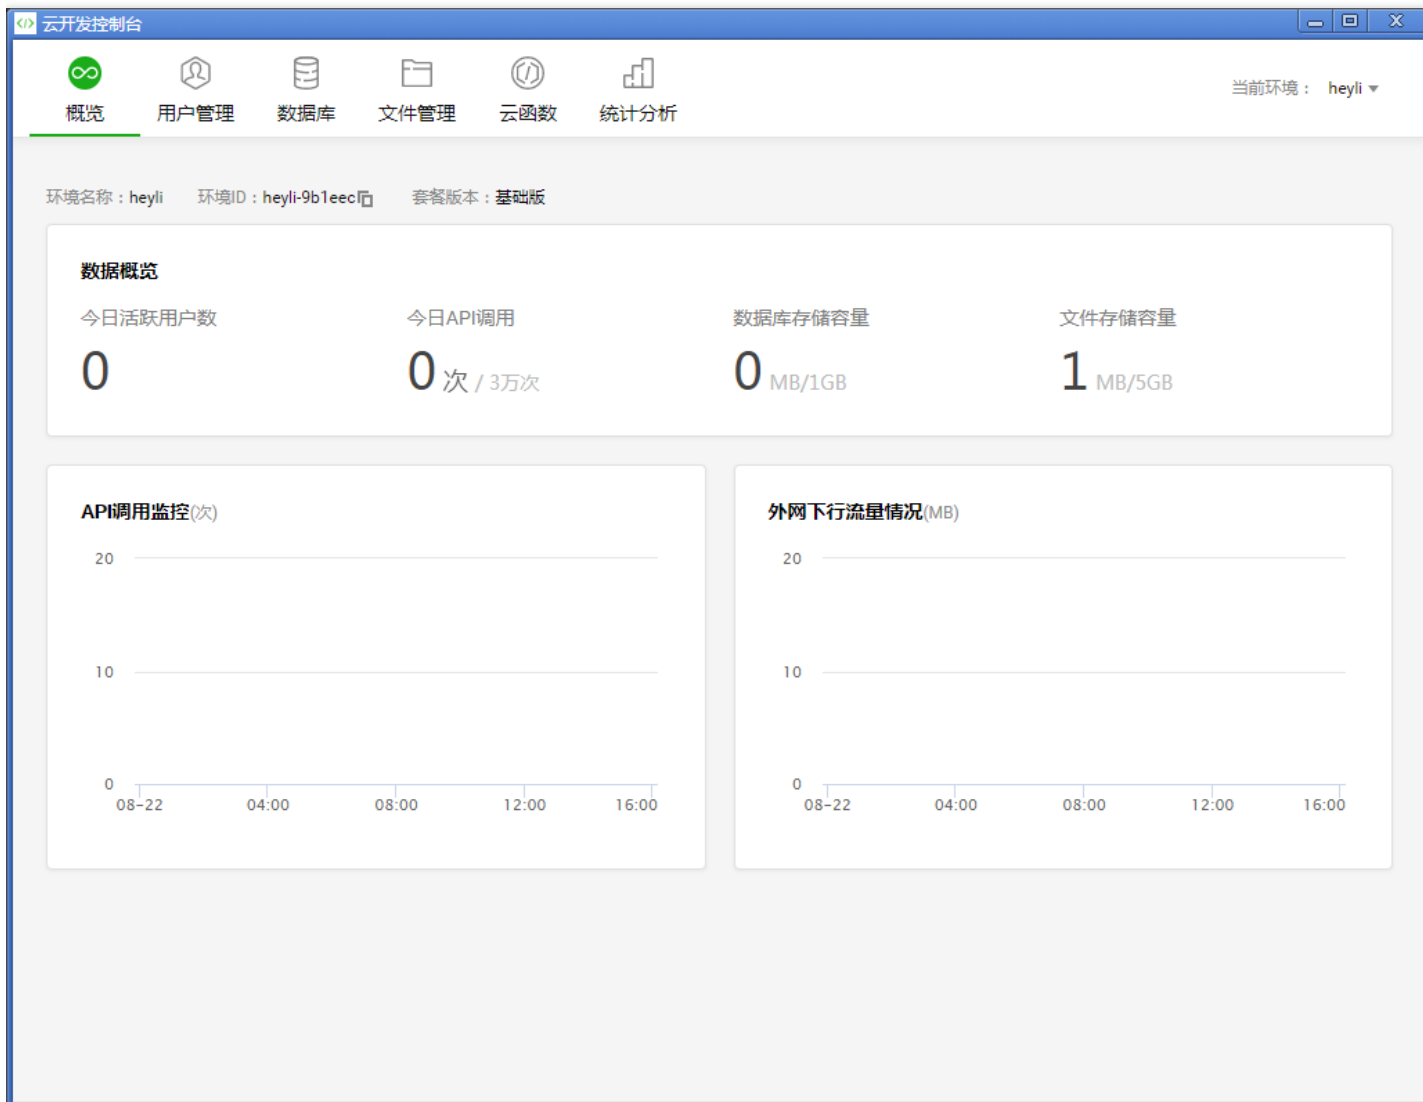 云开发控制台
概览 用户管理 数据库 文件管理 云函数 统计分析 当前环境： heyli
环境名称：heyli 环境ID：heyli-9b1eec 套餐版本：基础版
数据概览
今日活跃用户数 今日API调用 数据库存储容量 文件存储容量
0 0 次 / 3万次 0 MB/1GB 1 MB/5GB
API调用监控(次)
20
10
0
08-22 04:00 08:00 12:00 16:00
外网下行流量情况(MB)
20
10
0
08-22 04:00 08:00 12:00 16:00